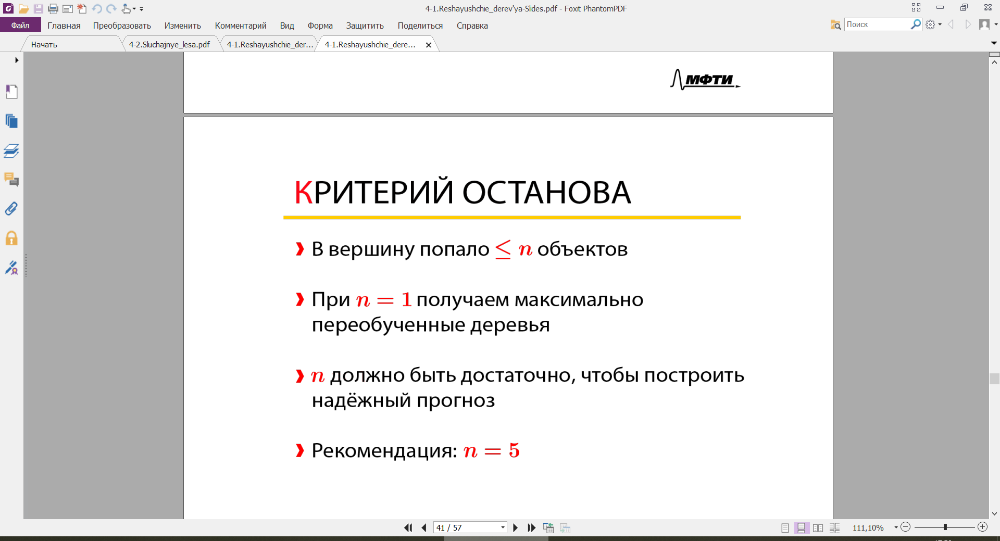 4-1.Reshayushchie_derev'ya-Slides.pdf - Foxit PhantomPDF
Файл Главная Преобразовать Изменить Комментарий Вид Форма Защитить Поделиться Справка Поиск
Начать 4-2.Sluchajnye_lesa.pdf 4-1.Reshayushchie_der... 4-1.Reshayushchie_dere...
МФТИ
КРИТЕРИЙ ОСТАНОВА
В вершину попало ≤ n объектов
При n = 1 получаем максимально
переобученные деревья
n должно быть достаточно, чтобы построить
надёжный прогноз
Рекомендация: n = 5
41 / 57 111,10%